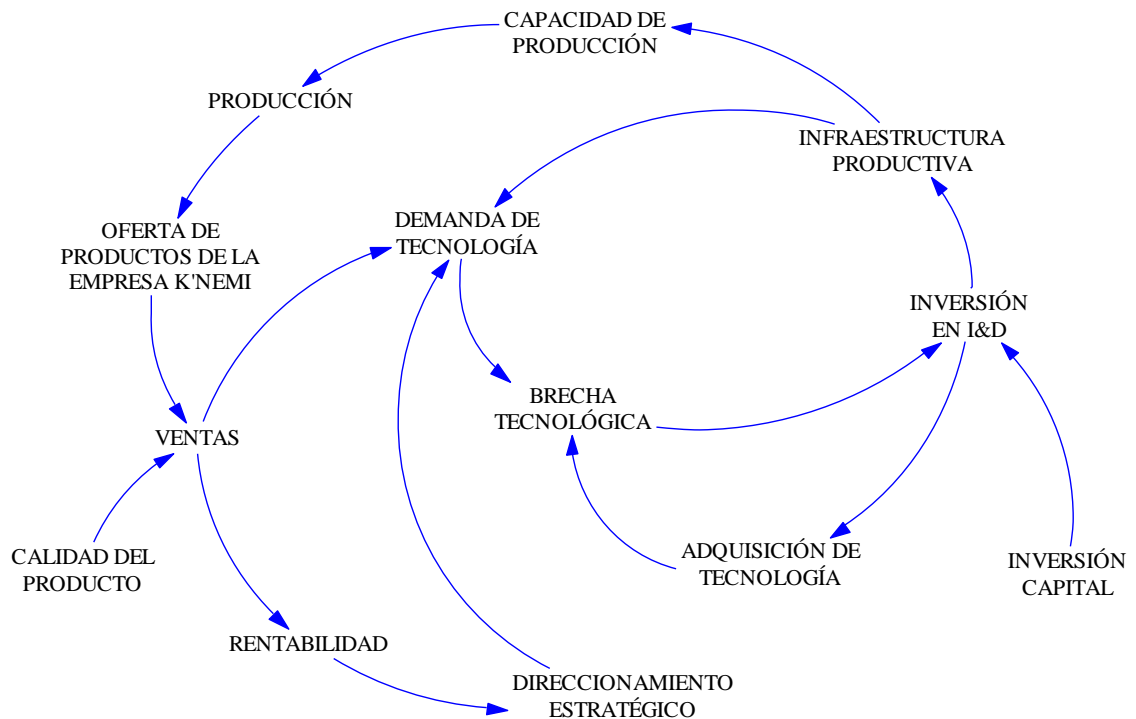 CAPACIDAD DE
PRODUCCIÓN
PRODUCCIÓN
INFRAESTRUCTURA
PRODUCTIVA
OFERTA DE
PRODUCTOS DE LA
EMPRESA K'NEMI
DEMANDA DE
TECNOLOGÍA
INVERSIÓN
EN I&D
BRECHA
TECNOLÓGICA
VENTAS
CALIDAD DEL
PRODUCTO
ADQUISICIÓN DE
TECNOLOGÍA
INVERSIÓN
CAPITAL
RENTABILIDAD
DIRECCIONAMIENTO
ESTRATÉGICO